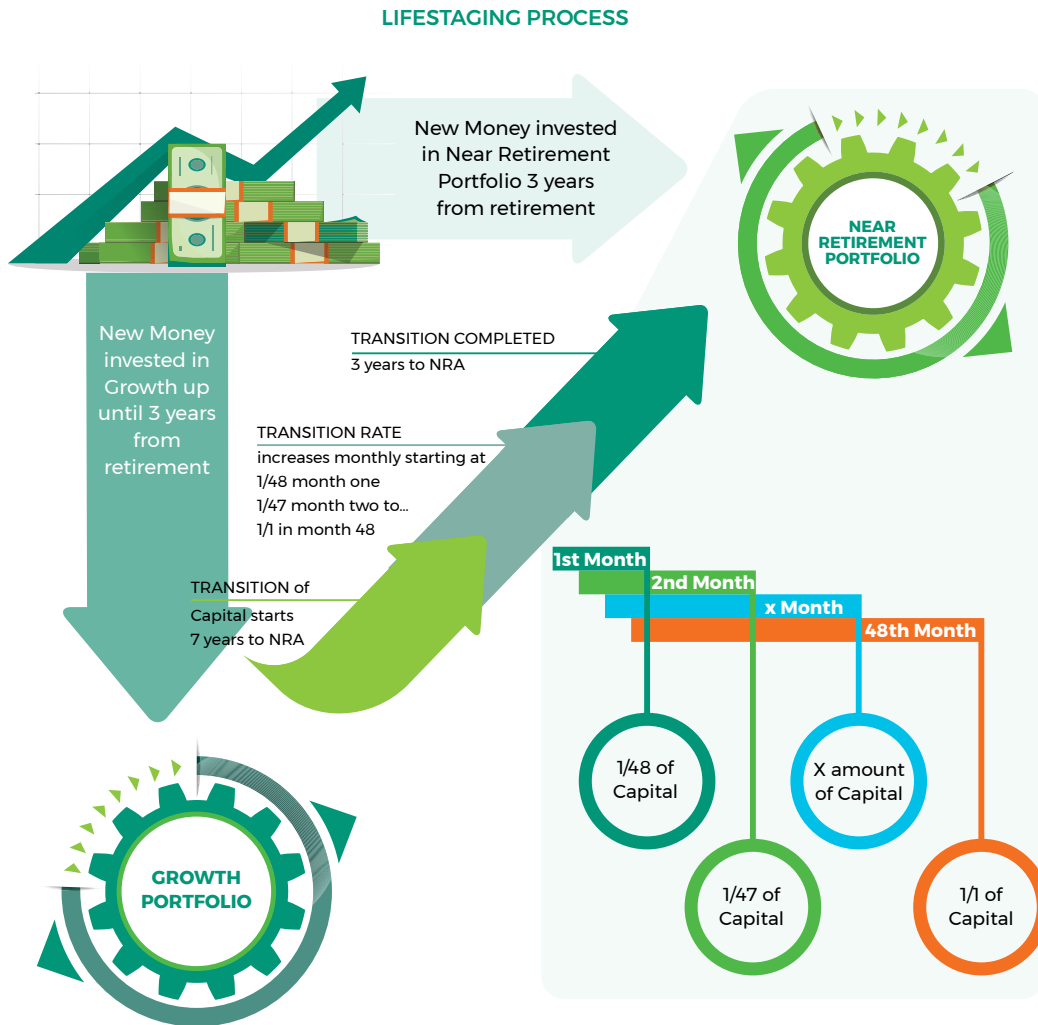 LIFESTAGING PROCESS
New Money invested
in Near Retirement
Portfolio 3 years
from retirement
NEAR
RETIREMENT
PORTFOLIO
New Money
invested in
Growth up
until 3 years
from
retirement
TRANSITION COMPLETED
3 years to NRA
TRANSITION RATE
increases monthly starting at
1/48 month one
1/47 month two to...
1/1 in month 48
TRANSITION of
Capital starts
7 years to NRA
1st Month
2nd Month
x Month
48th Month
1/48 of
Capital
X amount
of Capital
1/47 of
Capital
1/1 of
Capital
GROWTH
PORTFOLIO